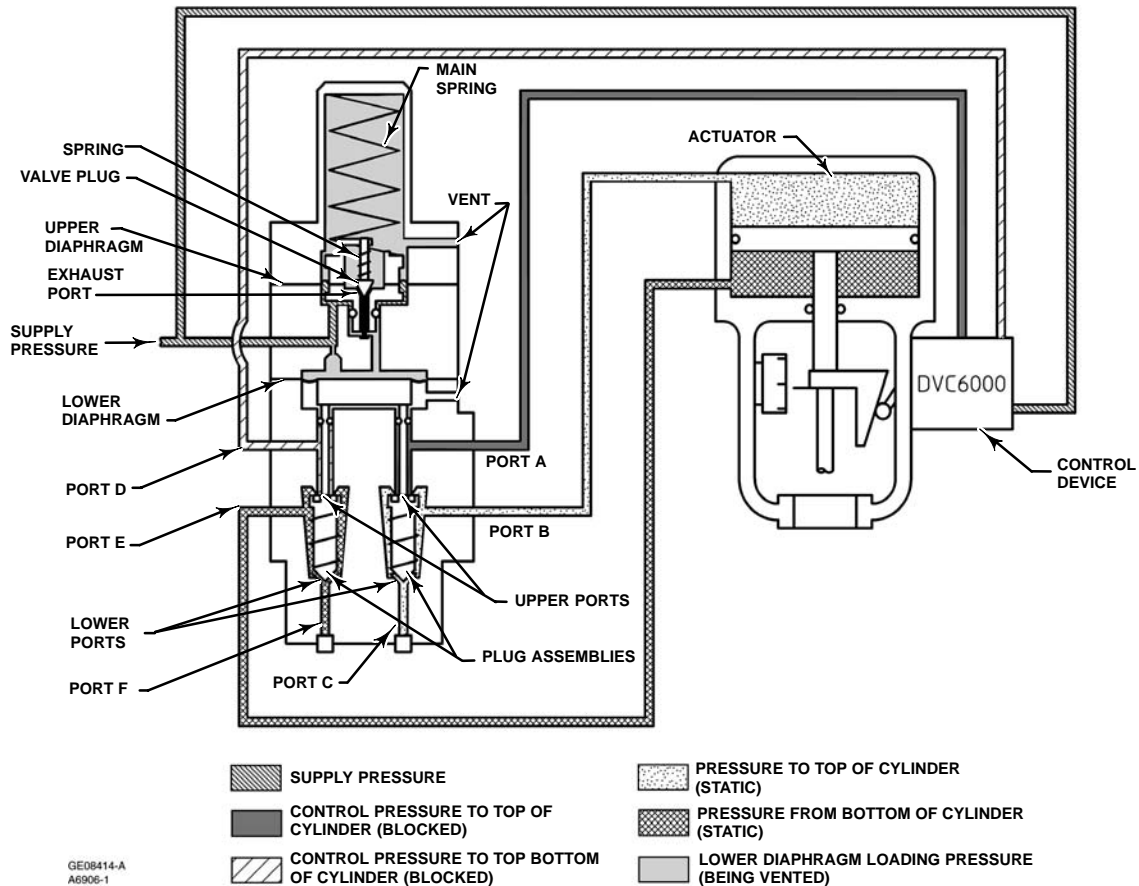 MAIN
SPRING
ACTUATOR
SPRING
VALVE PLUG
VENT
UPPER
DIAPHRAGM
EXHAUST
PORT
SUPPLY
PRESSURE
DVC6000
LOWER
DIAPHRAGM
PORT A
CONTROL
DEVICE
PORT D
PORT E
PORT B
UPPER PORTS
LOWER
PORTS
PLUG ASSEMBLIES
PORT F
PORT C
SUPPLY PRESSURE
CONTROL PRESSURE TO TOP OF
CYLINDER (BLOCKED)
CONTROL PRESSURE TO TOP BOTTOM
OF CYLINDER (BLOCKED)
PRESSURE TO TOP OF CYLINDER
(STATIC)
PRESSURE FROM BOTTOM OF CYLINDER
(STATIC)
LOWER DIAPHRAGM LOADING PRESSURE
(BEING VENTED)
GE08414-A
A6906-1